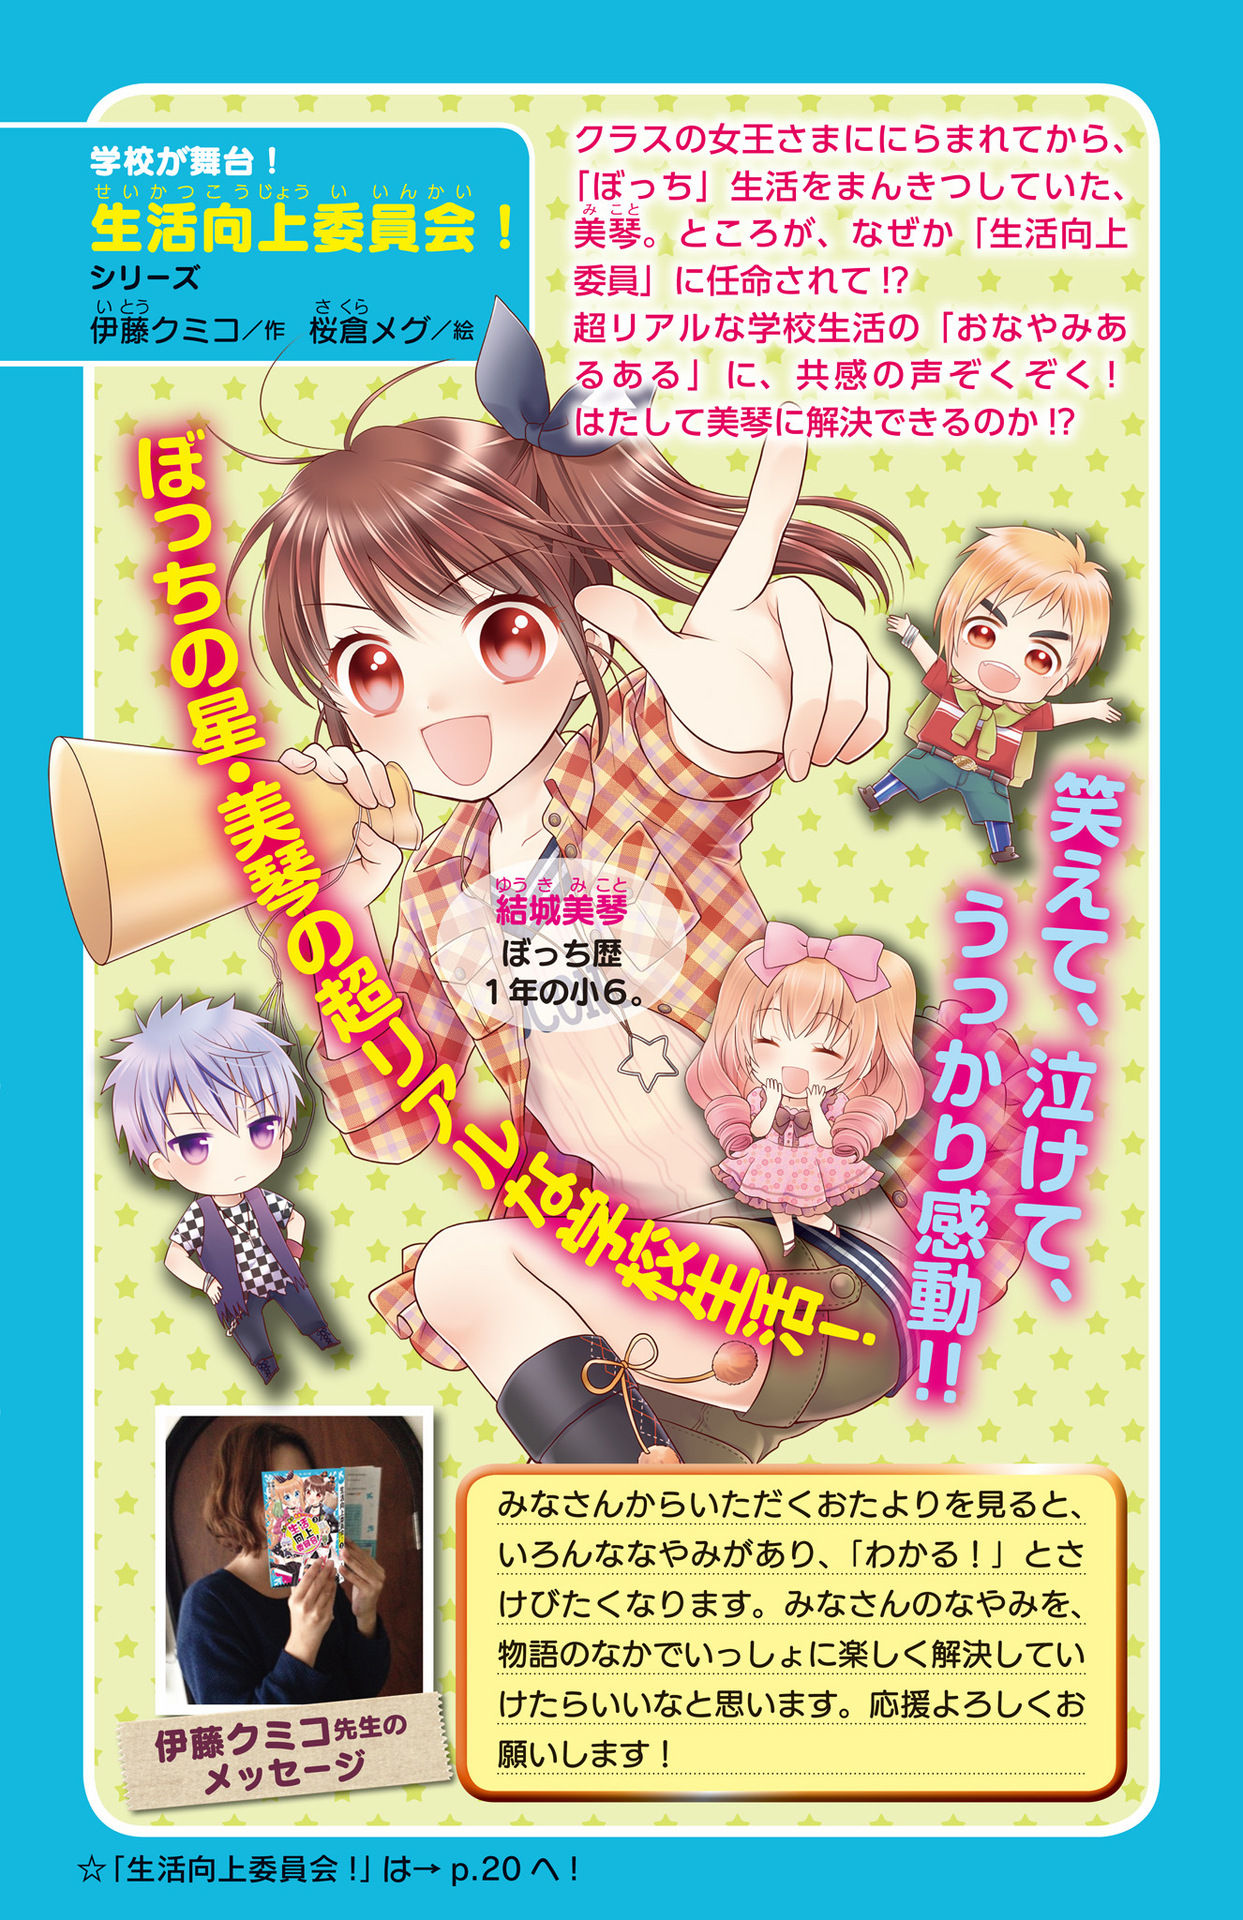 学校が舞台！
せいかつこうじょういいんかい
生活向上委員会！
シリーズ
いとう さくら
伊藤クミコ／作 桜倉メグ／絵
クラスの女王さまににらまれてから、
「ぼっち」生活をまんきつしていた、
みこと
美琴。ところが、なぜか「生活向上
委員」に任命されて!?
超リアルな学校生活の「おなやみあ
るある」に、共感の声ぞくぞく！
はたして美琴に解決できるのか!?
ぼっちの星・美琴の超リアルな学校生活！
笑えて、泣けて、
うっかり感動!!
ゆうきみこと
結城美琴
ぼっち歴
１年の小６。
生活
向上
委員会！
伊藤クミコ先生の
メッセージ
みなさんからいただくおたよりを見ると、
いろんななやみがあり、「わかる！」とさ
けびたくなります。みなさんのなやみを、
物語のなかでいっしょに楽しく解決してい
けたらいいなと思います。応援よろしくお
願いします！
☆「生活向上委員会！」は→ p.20 へ！